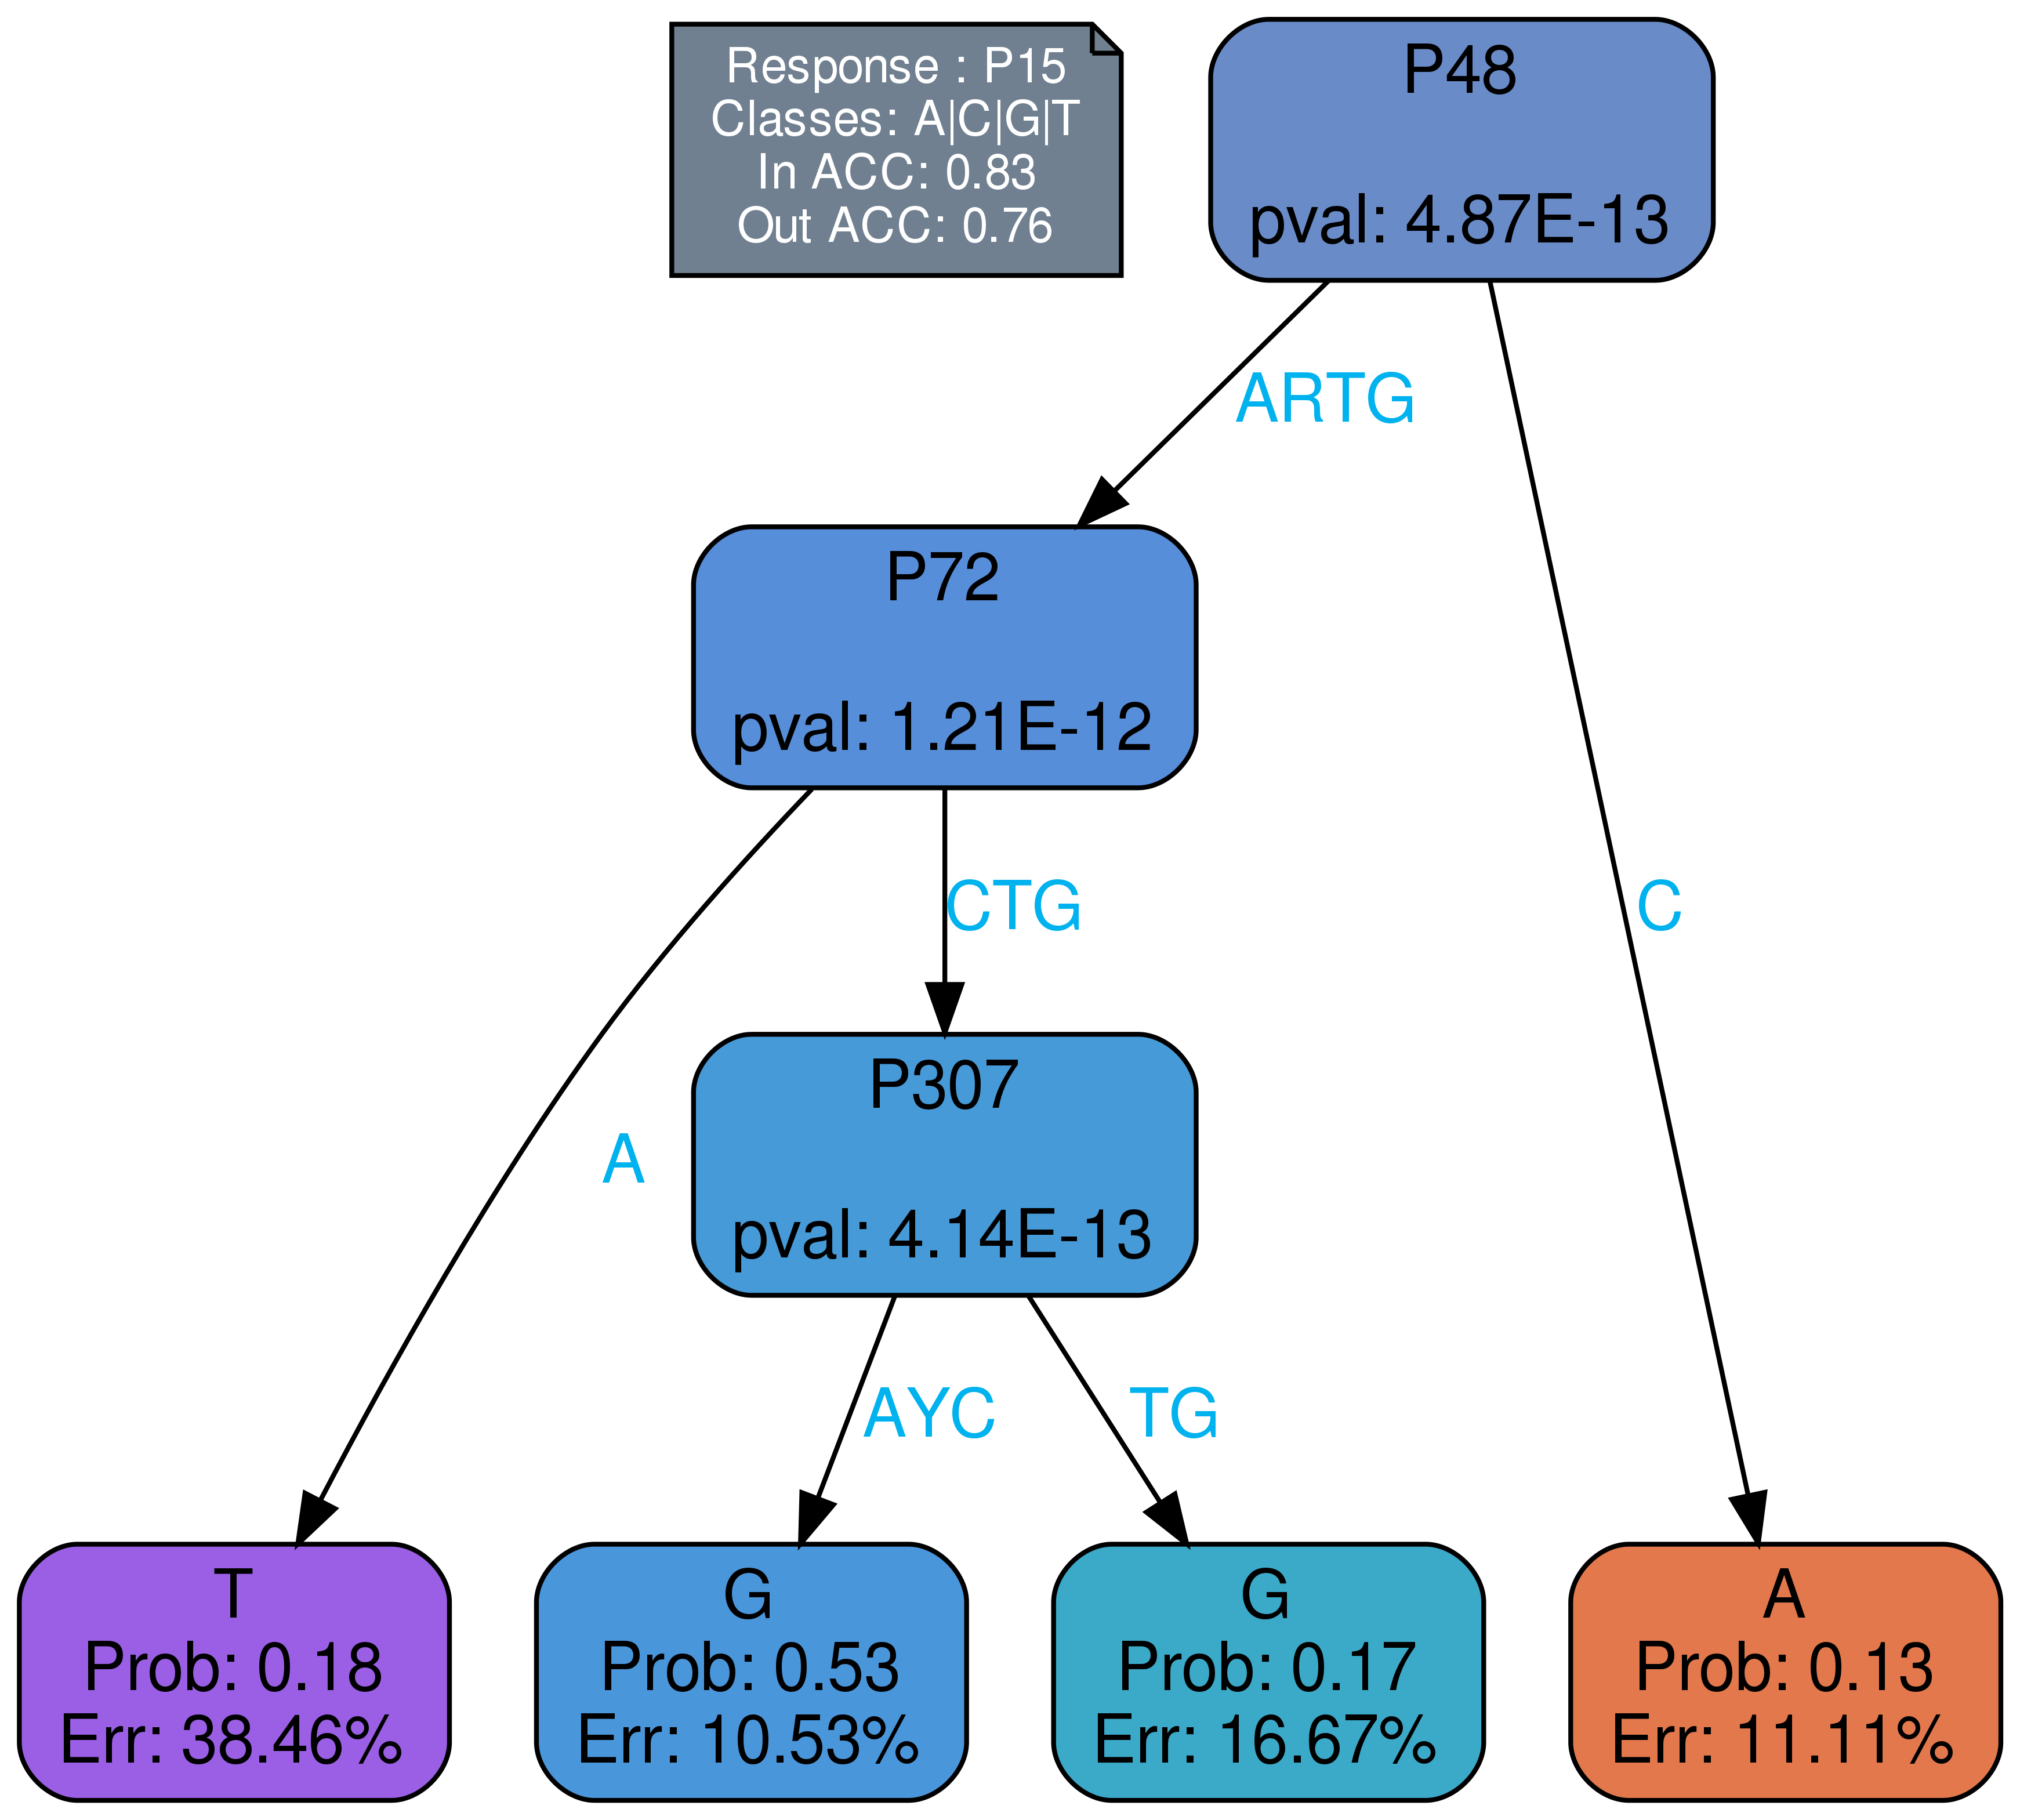 Response : P15
Classes: A|C|G|T
In ACC: 0.83
Out ACC: 0.76
P48
pval: 4.87E-13
ARTG
P72
pval: 1.21E-12
CTG
C
P307
pval: 4.14E-13
A
AYC
TG
T
Prob: 0.18
Err: 38.46%
G
Prob: 0.53
Err: 10.53%
G
Prob: 0.17
Err: 16.67%
A
Prob: 0.13
Err: 11.11%